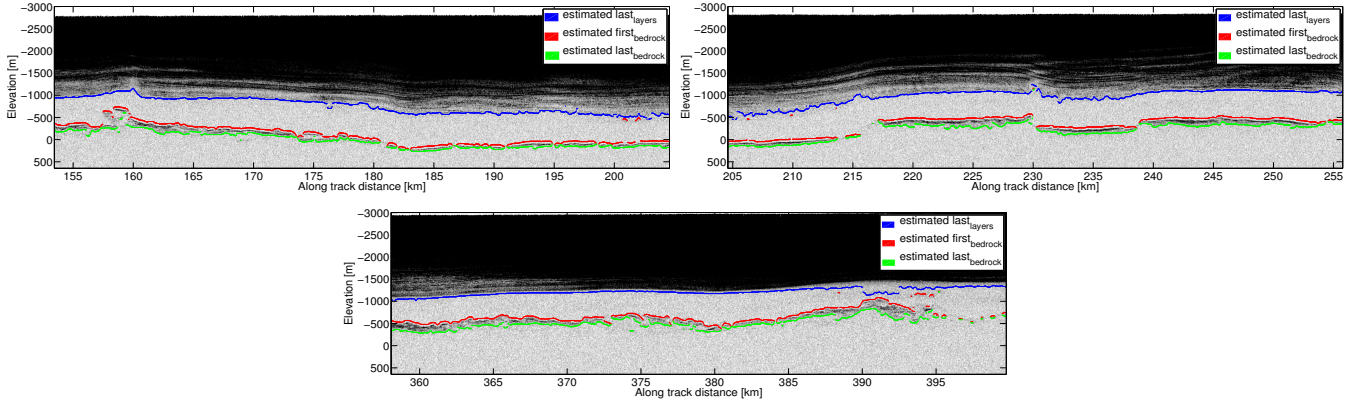 −3000
−2500
−2000
−1500
−1000
−500
0
500
Elevation [m]
155 160 165 170 175 180 185 190 195 200
Along track distance [km]
estimated last_layers
estimated first_bedrock
estimated last_bedrock
−3000
−2500
−2000
−1500
−1000
−500
0
500
Elevation [m]
205 210 215 220 225 230 235 240 245 250 255
Along track distance [km]
estimated last_layers
estimated first_bedrock
estimated last_bedrock
−3000
−2500
−2000
−1500
−1000
−500
0
500
Elevation [m]
360 365 370 375 380 385 390 395
Along track distance [km]
estimated last_layers
estimated first_bedrock
estimated last_bedrock